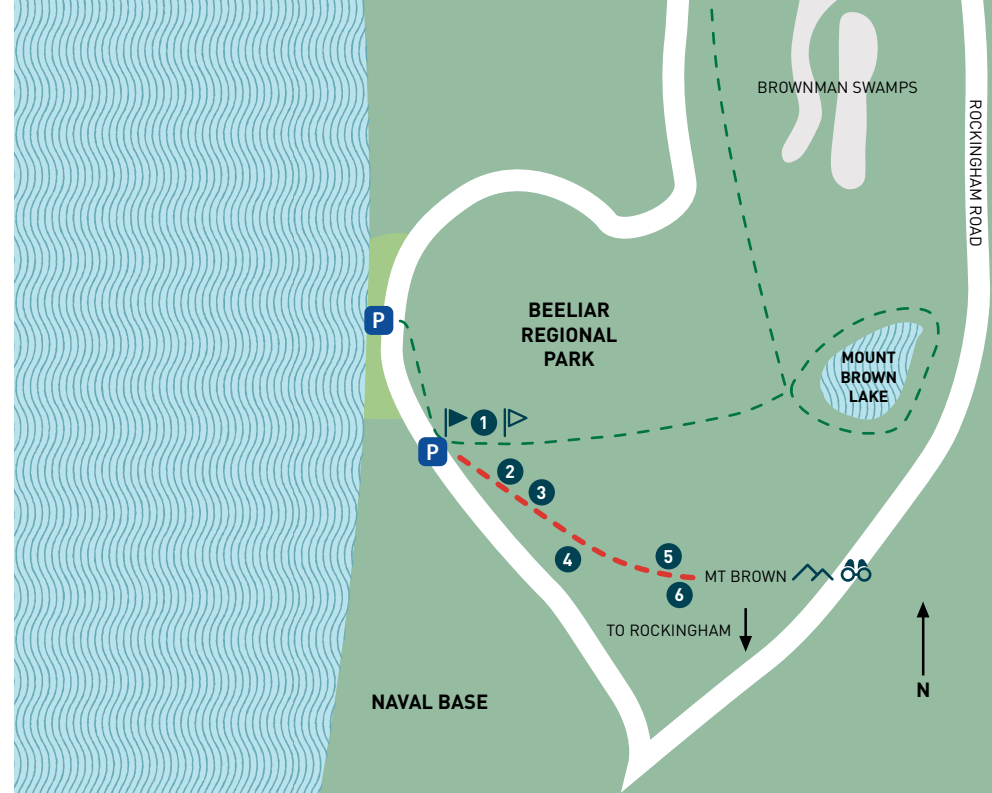 BROWNMAN SWAMPS
ROCKINGHAM ROAD
BEELIAR
REGIONAL
PARK
P
MOUNT
BROWN
LAKE
1
P
2
3
4
5
MT BROWN
6
TO ROCKINGHAM
N
NAVAL BASE